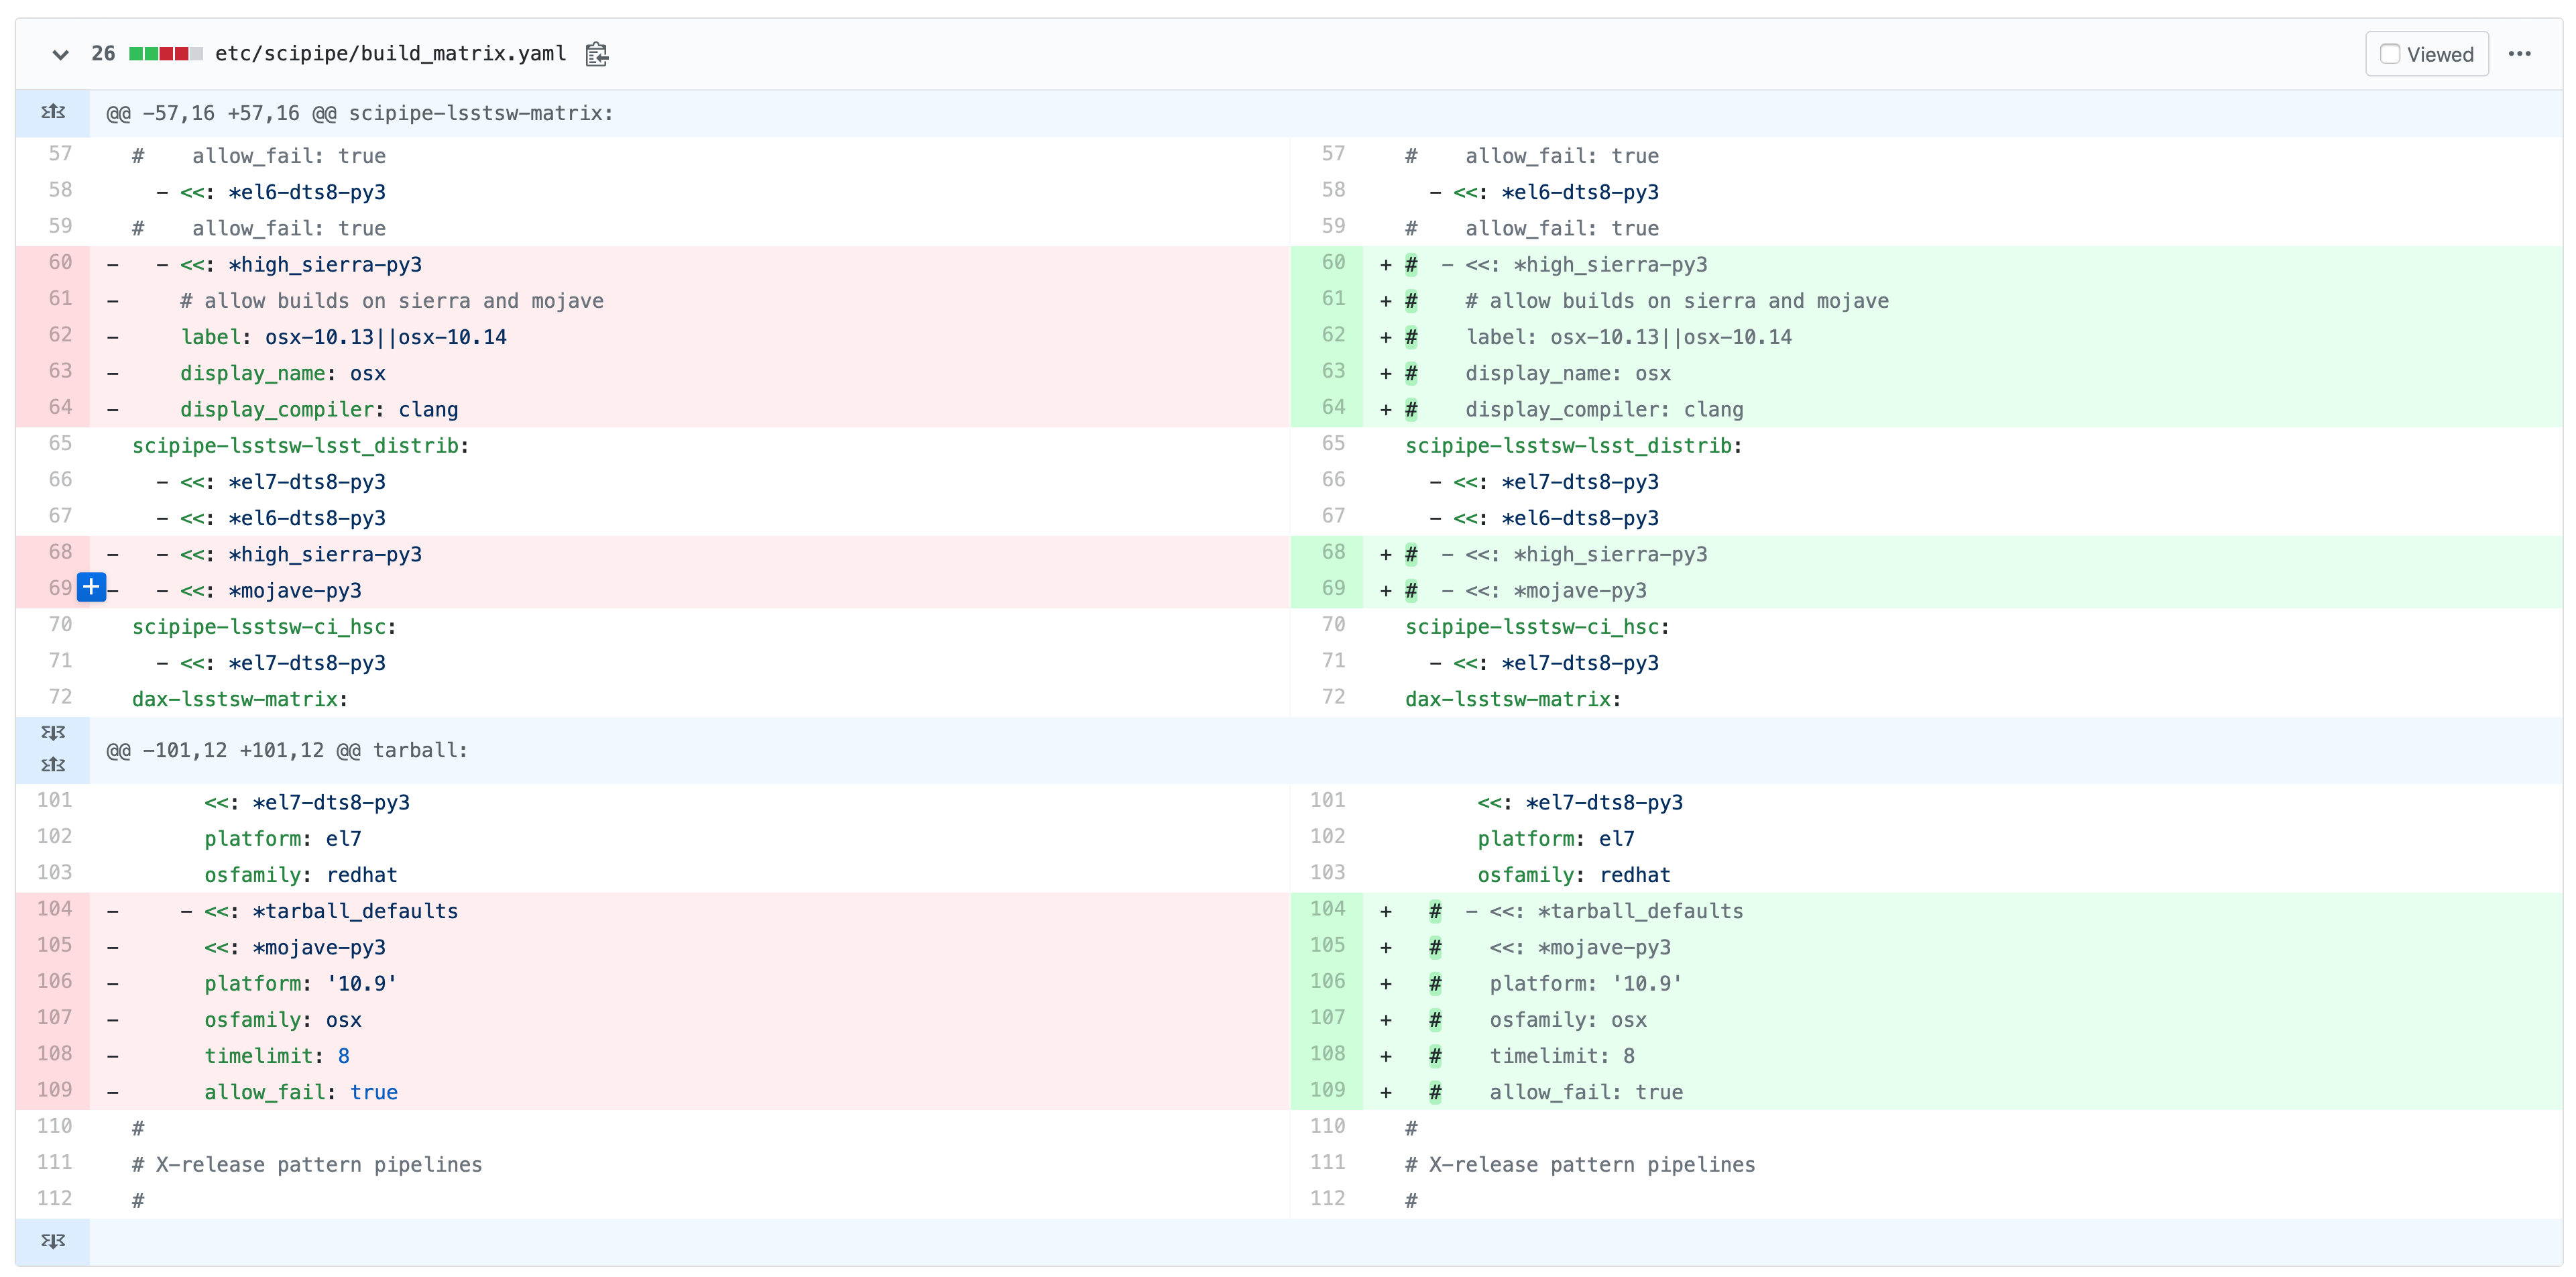 26 etc/scipipe/build_matrix.yaml Viewed
@@ -57,16 +57,16 @@ scipipe-lsstsw-matrix:
57 #    allow_fail: true 57 #    allow_fail: true
58   - <<: *el6-dts8-py3 58   - <<: *el6-dts8-py3
59 #    allow_fail: true 59 #    allow_fail: true
60 -   - <<: *high_sierra-py3 60 + #  - <<: *high_sierra-py3
61 -     # allow builds on sierra and mojave 61 + #    # allow builds on sierra and mojave
62 -     label: osx-10.13||osx-10.14 62 + #    label: osx-10.13||osx-10.14
63 -     display_name: osx 63 + #    display_name: osx
64 -     display_compiler: clang 64 + #    display_compiler: clang
65 scipipe-lsstsw-lsst_distrib: 65 scipipe-lsstsw-lsst_distrib:
66   - <<: *el7-dts8-py3 66   - <<: *el7-dts8-py3
67   - <<: *el6-dts8-py3 67   - <<: *el6-dts8-py3
68 -   - <<: *high_sierra-py3 68 + #  - <<: *high_sierra-py3
69 + -   - <<: *mojave-py3 69 + #  - <<: *mojave-py3
70 scipipe-lsstsw-ci_hsc: 70 scipipe-lsstsw-ci_hsc:
71   - <<: *el7-dts8-py3 71   - <<: *el7-dts8-py3
72 dax-lsstsw-matrix: 72 dax-lsstsw-matrix:
@@ -101,12 +101,12 @@ tarball:
101       <<: *el7-dts8-py3 101       <<: *el7-dts8-py3
102       platform: el7 102       platform: el7
103       osfamily: redhat 103       osfamily: redhat
104 -     - <<: *tarball_defaults 104 +   #  - <<: *tarball_defaults
105 -       <<: *mojave-py3 105 +   #    <<: *mojave-py3
106 -       platform: '10.9' 106 +   #    platform: '10.9'
107 -       osfamily: osx 107 +   #    osfamily: osx
108 -       timelimit: 8 108 +   #    timelimit: 8
109 -       allow_fail: true 109 +   #    allow_fail: true
110 # 110 #
111 # X-release pattern pipelines 111 # X-release pattern pipelines
112 # 112 #